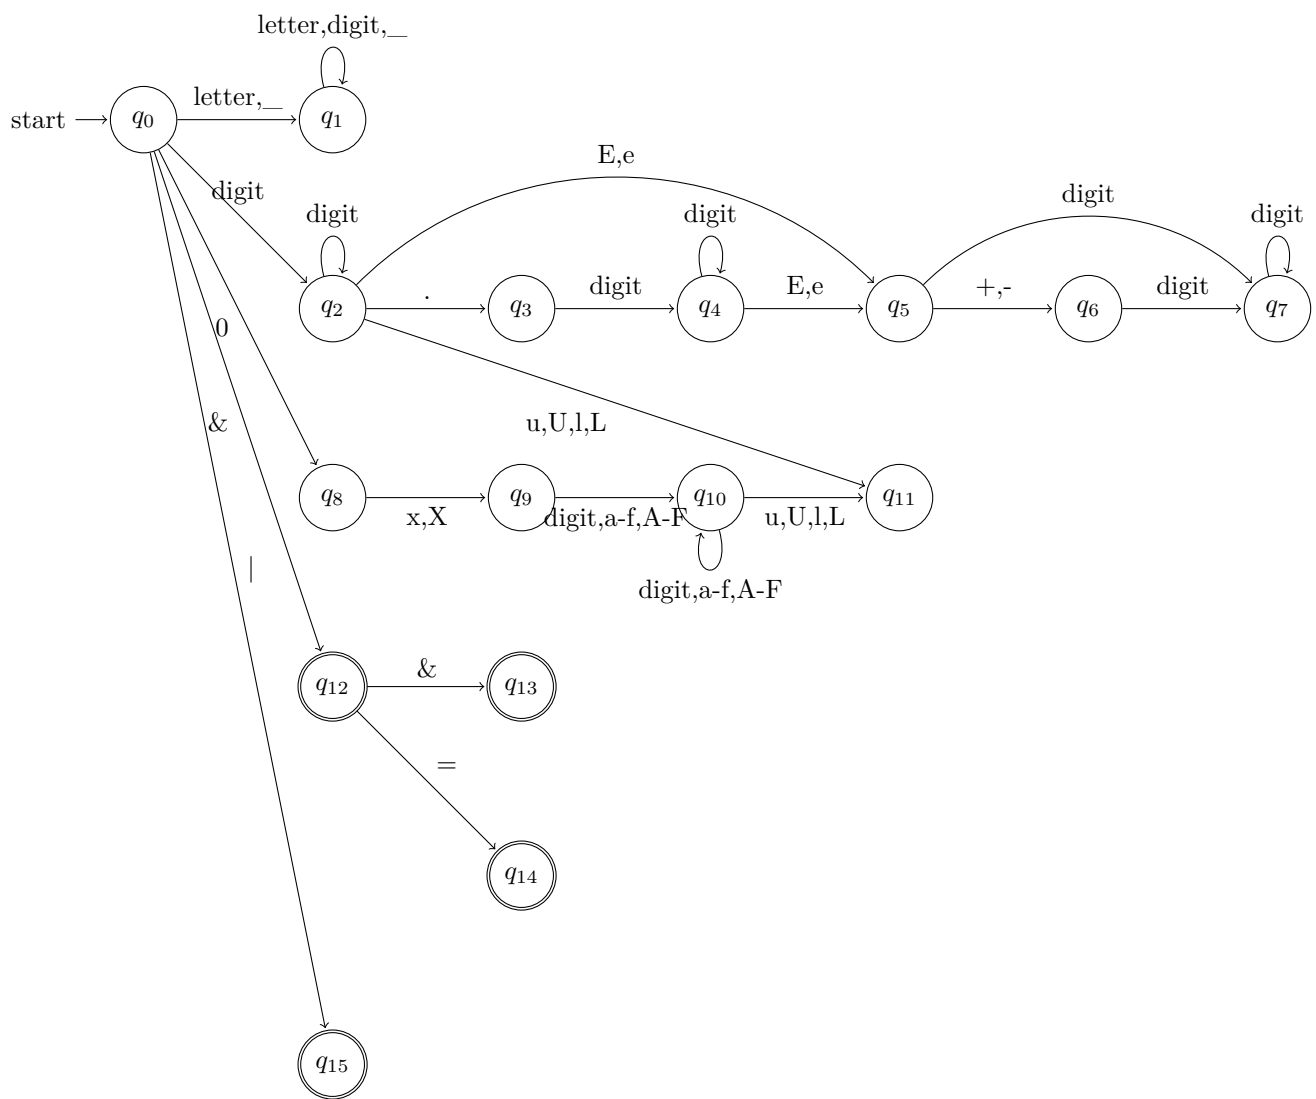 letter,digit,_
start
q0
letter,_
q1
E,e
digit
digit
digit
digit
digit
q2
.
q3
digit
q4
E,e
q5
+,-
q6
digit
q7
0
&
u,U,l,L
q8
x,X
q9
digit,a-f,A-F
q10
u,U,l,L
q11
|
digit,a-f,A-F
q12
&
q13
=
q14
q15